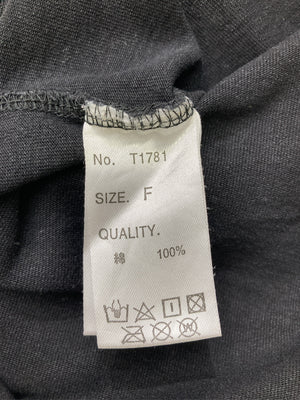 No. T1781
SIZE. F
QUALITY.
綿 100%